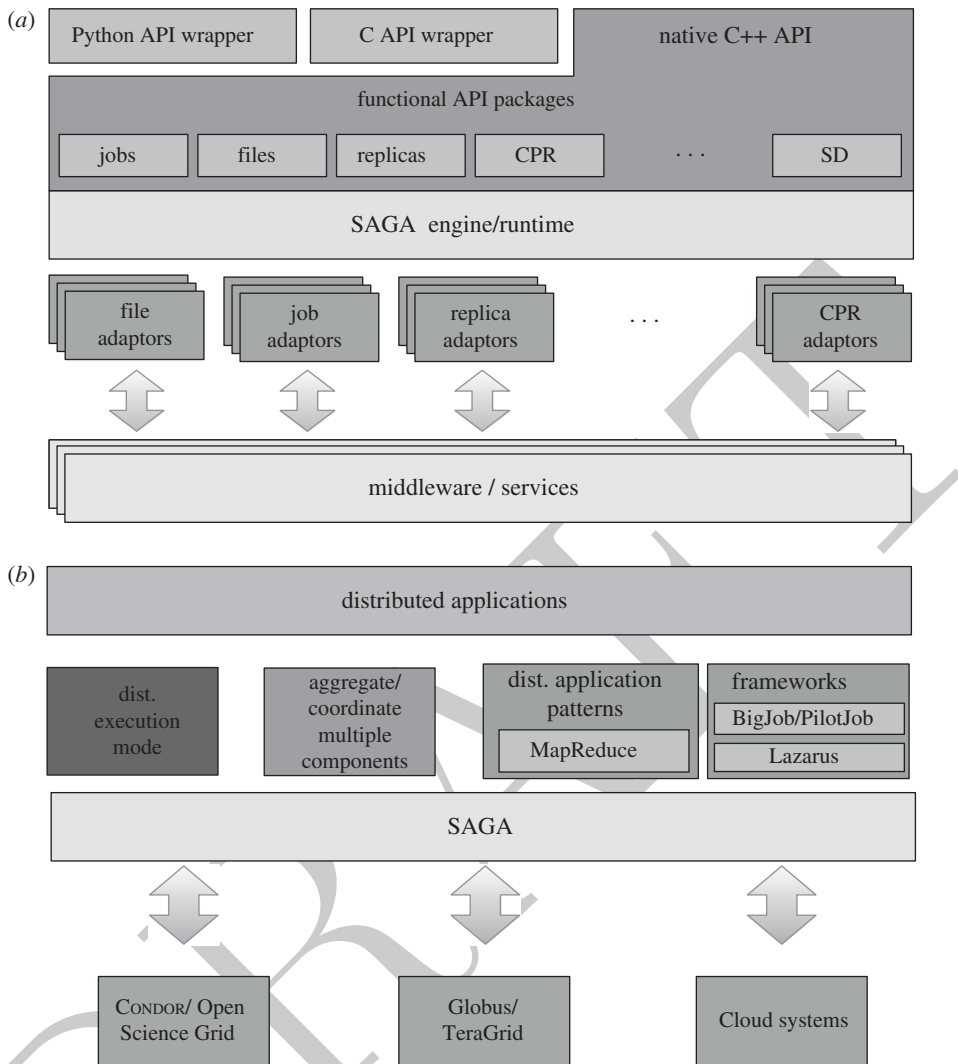 (a)
Python API wrapper
C API wrapper
native C++ API
functional API packages
jobs
files
replicas
CPR
. . .
SD
SAGA engine/runtime
file
adaptors
job
adaptors
replica
adaptors
. . .
CPR
adaptors
middleware / services
(b)
distributed applications
dist.
execution
mode
aggregate/
coordinate
multiple
components
dist. application
patterns
MapReduce
frameworks
BigJob/PilotJob
Lazarus
SAGA
CONDOR/ Open
Science Grid
Globus/
TeraGrid
Cloud systems